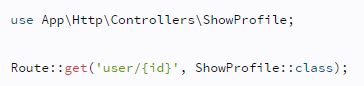 use App\Http\Controllers\ShowProfile;
Route::get('user/{id}', ShowProfile::class);